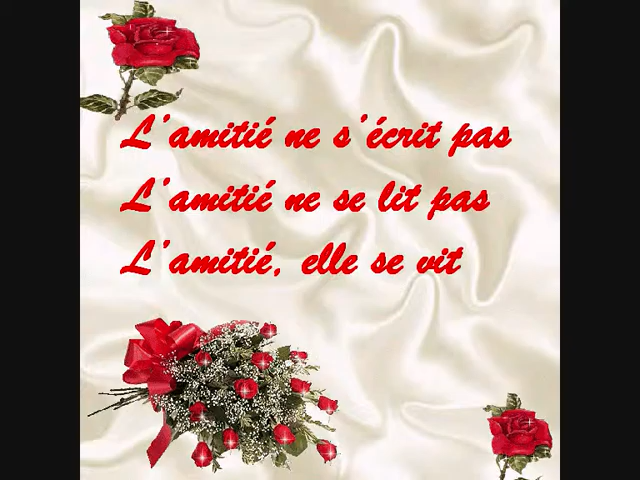 L'amitié ne s'écrit pas
L'amitié ne se lit pas
L'amitié, elle se vit